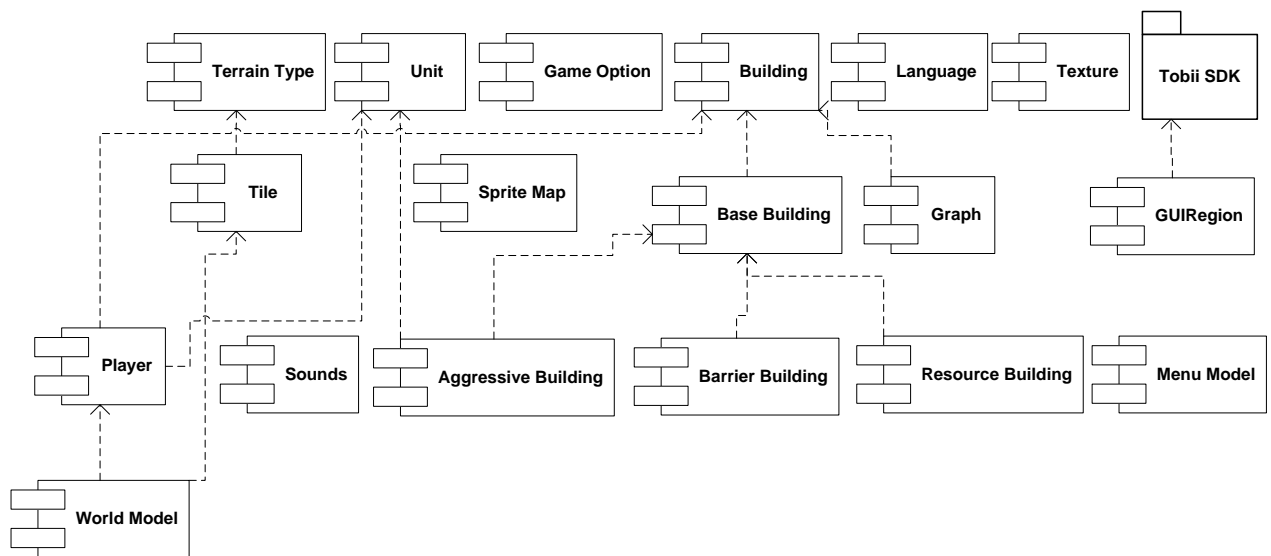 Terrain Type
Unit
Game Option
Building
Language
Texture
Tobii SDK
Tile
Sprite Map
Base Building
Graph
GUIRegion
Player
Sounds
Aggressive Building
Barrier Building
Resource Building
Menu Model
World Model